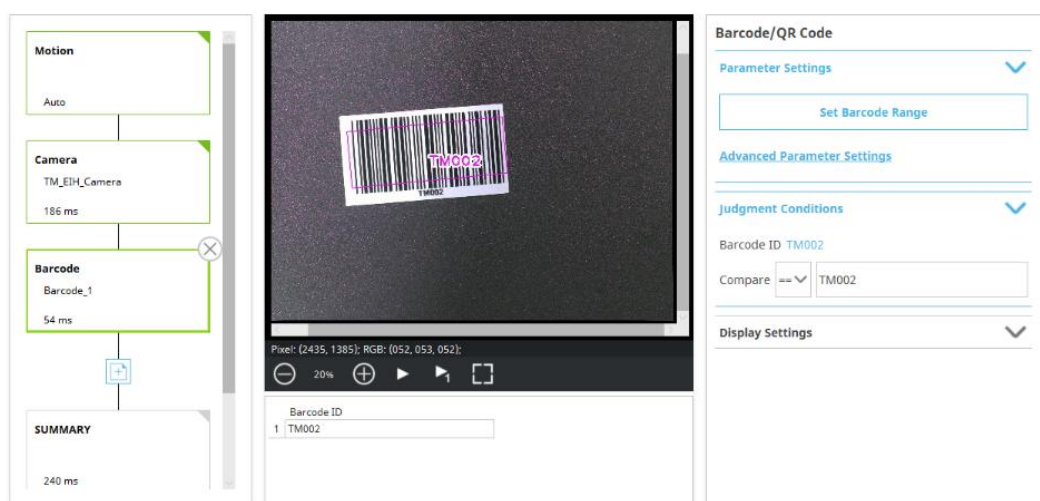 Motion
Auto
Camera
TM_EIH_Camera
186 ms
Barcode
Barcode_1
54 ms
SUMMARY
240 ms
TM002
TM002
Pixel: (2435, 1385); RGB: (052, 053, 052);
20%
1
Barcode ID
1 TM002
Barcode/QR Code
Parameter Settings
Set Barcode Range
Advanced Parameter Settings
Judgment Conditions
Barcode ID TM002
Compare == TM002
Display Settings